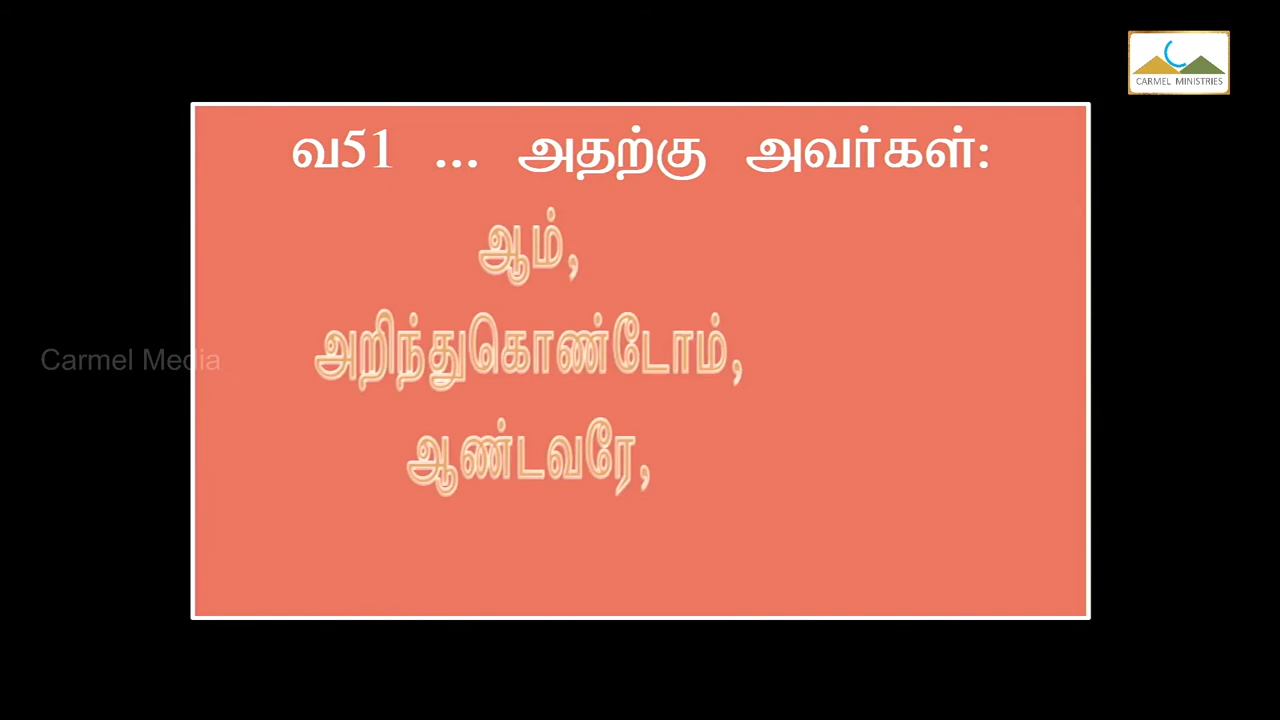 CARMEL MINISTRIES
வ51 ... அதற்கு அவர்கள்:
ஆம்,
அறிந்துகொண்டோம்,
ஆண்டவரே,
Carmel Media